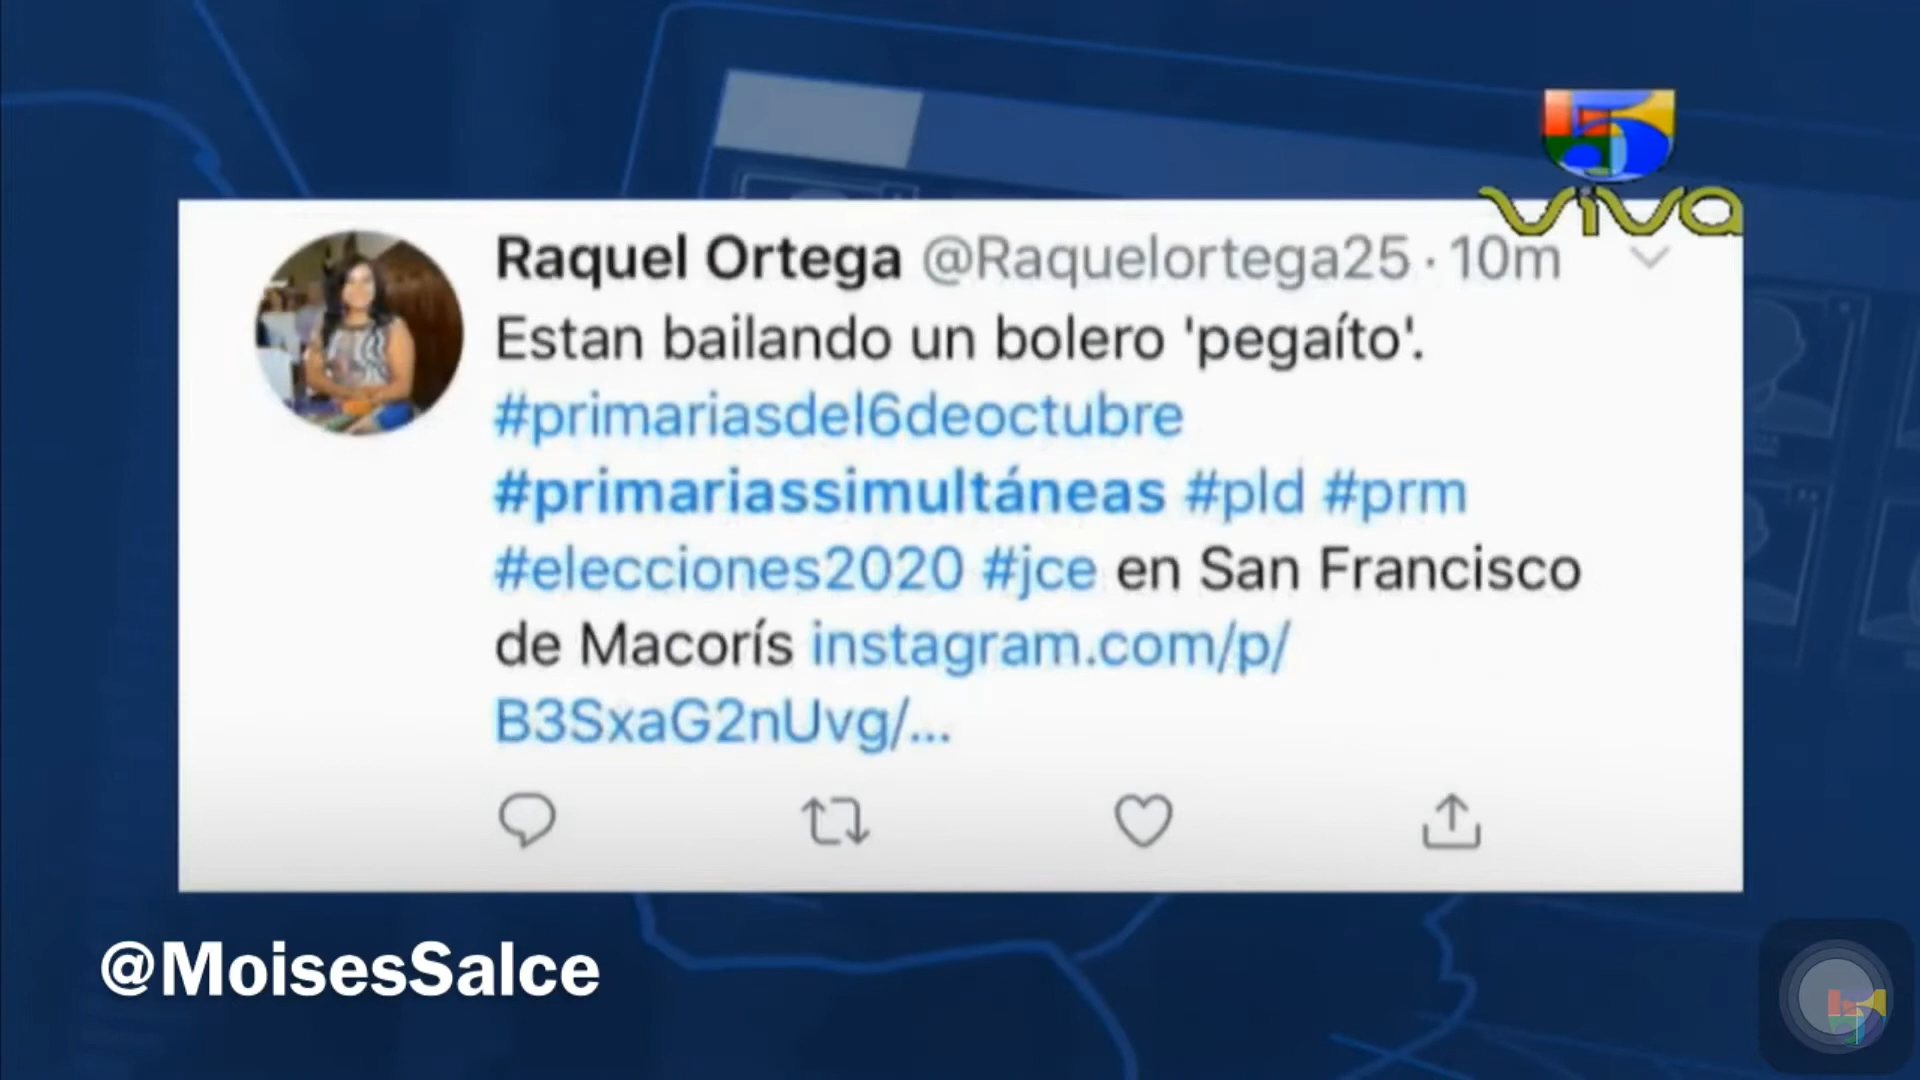 5
viva
Raquel Ortega @Raquelortega25 · 10m
Estan bailando un bolero 'pegaíto'.
#primariasdel6deoctubre
#primariassimultáneas #pld #prm
#elecciones2020 #jce en San Francisco
de Macorís instagram.com/p/
B3SxaG2nUvg/...
@MoisesSalce
5